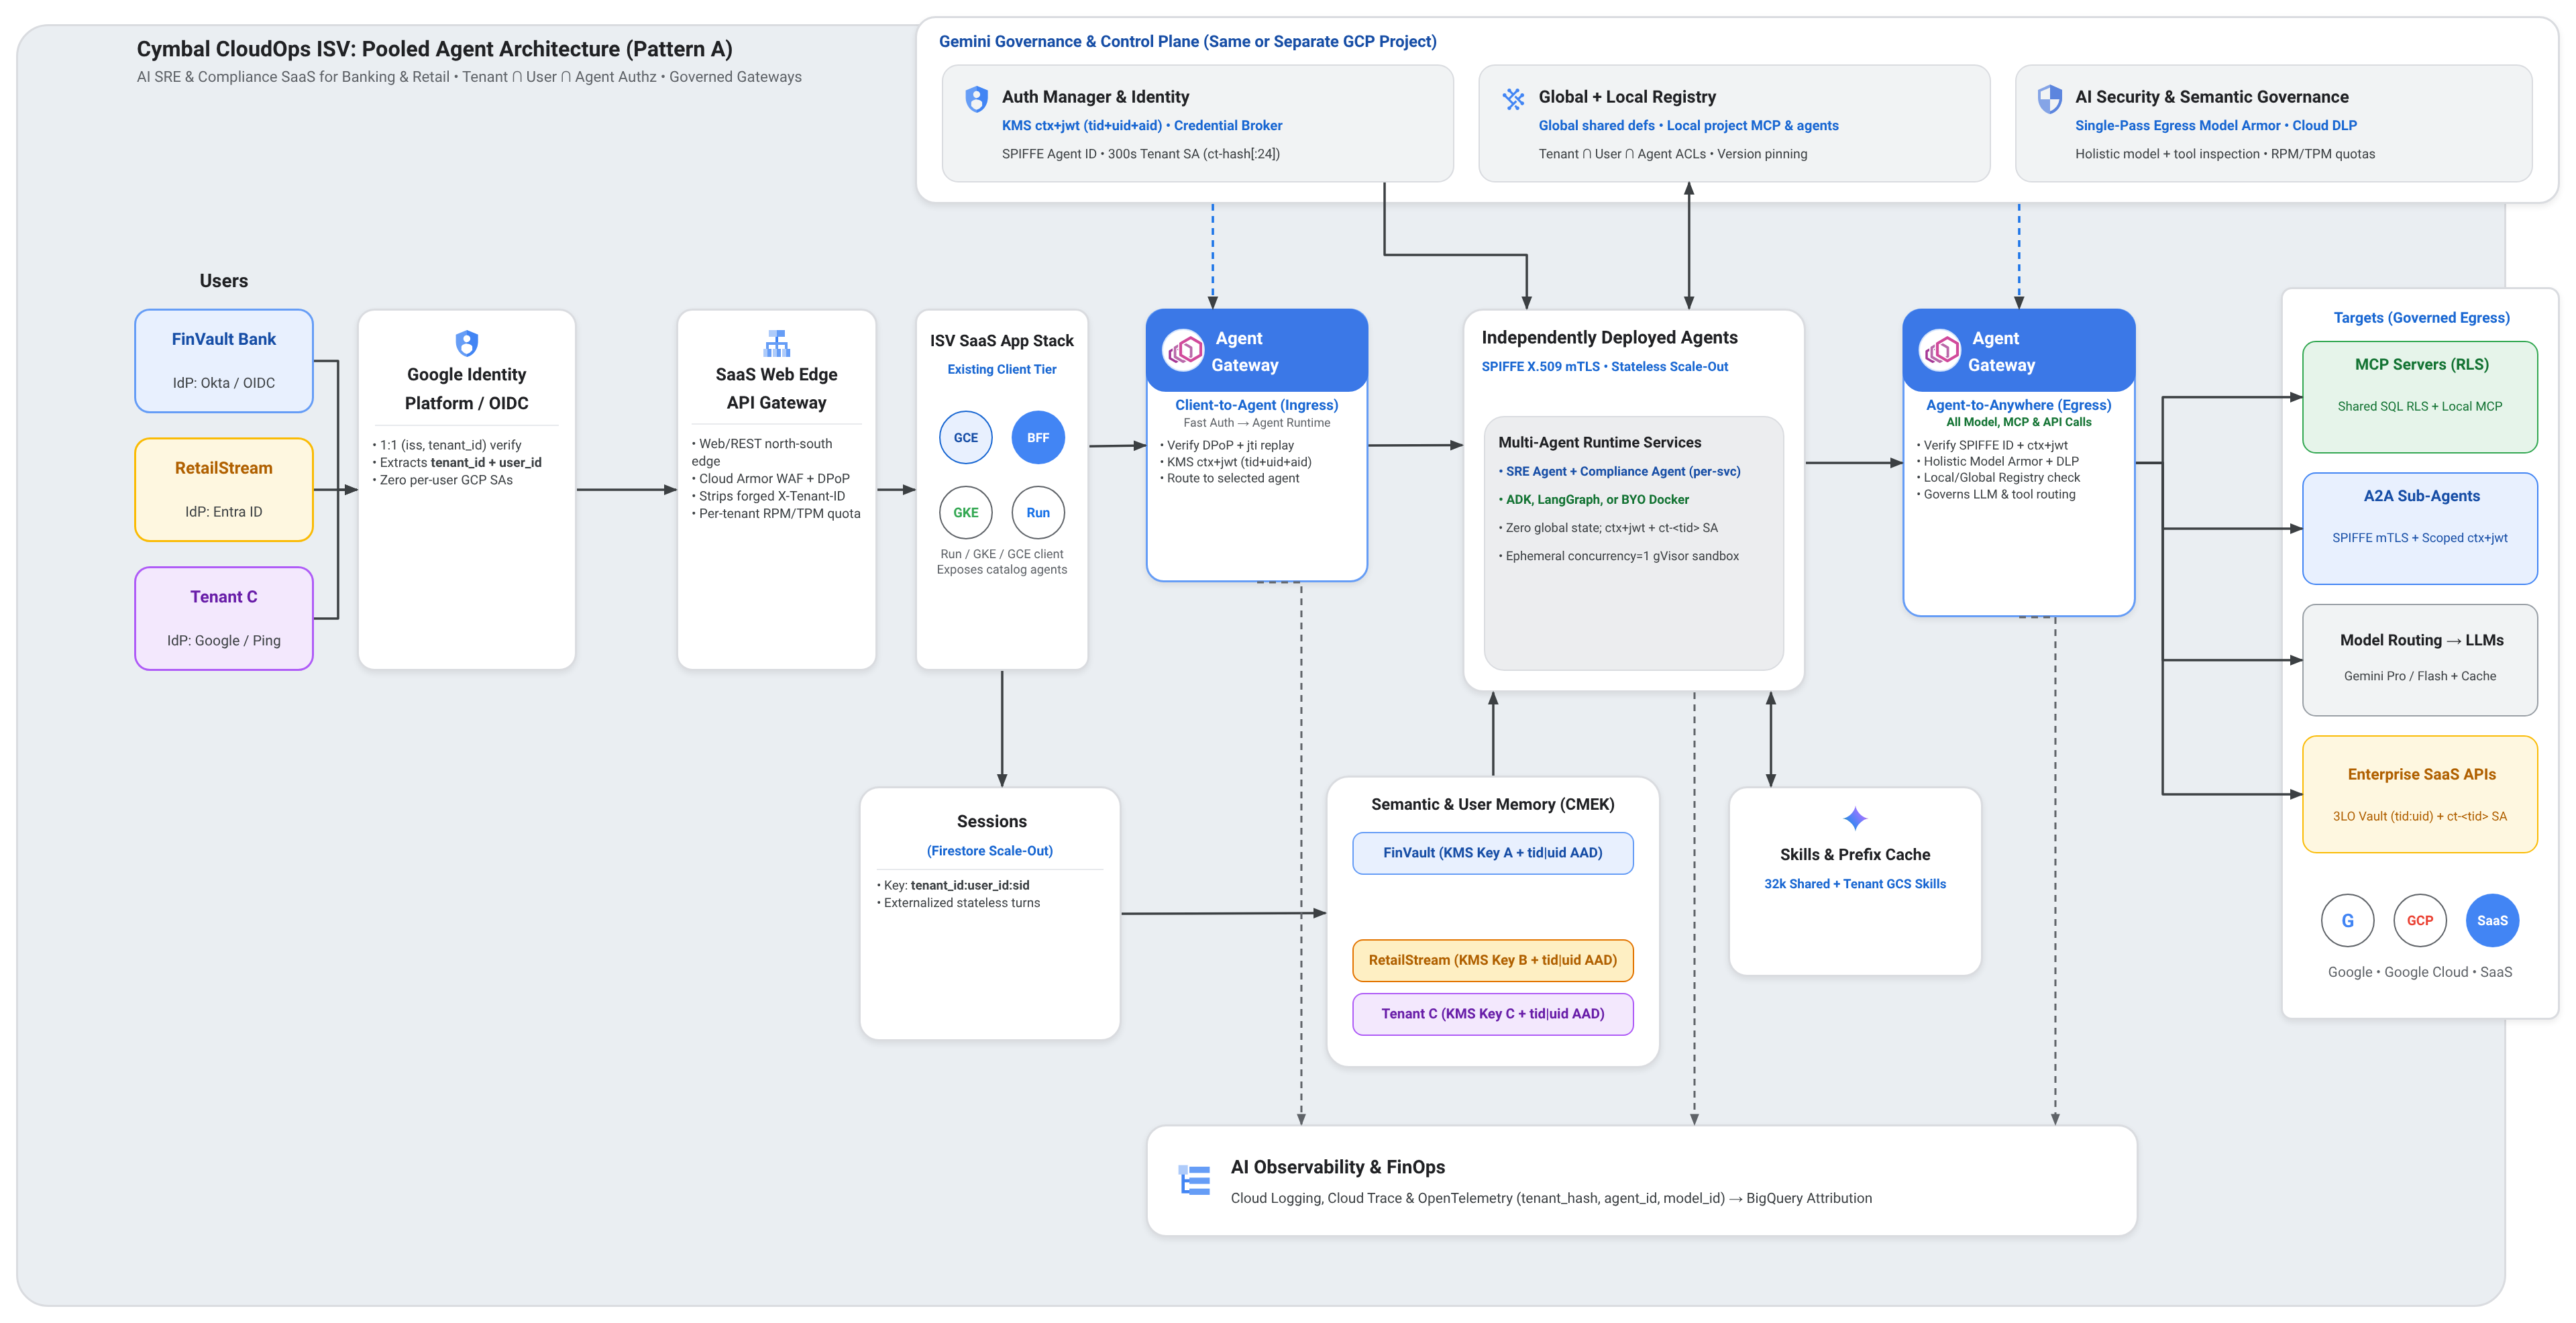 Cymbal CloudOps ISV: Pooled Agent Architecture (Pattern A)
AI SRE & Compliance SaaS for Banking & Retail • Tenant ∩ User ∩ Agent Authz • Governed Gateways
Gemini Governance & Control Plane (Same or Separate GCP Project)
Auth Manager & Identity
KMS ctx+jwt (tid+uid+aid) • Credential Broker
SPIFFE Agent ID • 300s Tenant SA (ct-hash[:24])
Global + Local Registry
Global shared defs • Local project MCP & agents
Tenant ∩ User ∩ Agent ACLs • Version pinning
AI Security & Semantic Governance
Single-Pass Egress Model Armor • Cloud DLP
Holistic model + tool inspection • RPM/TPM quotas
Users
FinVault Bank
IdP: Okta / OIDC
RetailStream
IdP: Entra ID
Tenant C
IdP: Google / Ping
Google Identity
Platform / OIDC
• 1:1 (iss, tenant_id) verify
• Extracts tenant_id + user_id
• Zero per-user GCP SAs
SaaS Web Edge
API Gateway
• Web/REST north-south
edge
• Cloud Armor WAF + DPoP
• Strips forged X-Tenant-ID
• Per-tenant RPM/TPM quota
ISV SaaS App Stack
Existing Client Tier
GCE
BFF
GKE
Run
Run / GKE / GCE client
Exposes catalog agents
Agent
Gateway
Client-to-Agent (Ingress)
Fast Auth → Agent Runtime
• Verify DPoP + jti replay
• KMS ctx+jwt (tid+uid+aid)
• Route to selected agent
Independently Deployed Agents
SPIFFE X.509 mTLS • Stateless Scale-Out
Multi-Agent Runtime Services
• SRE Agent + Compliance Agent (per-svc)
• ADK, LangGraph, or BYO Docker
• Zero global state; ctx+jwt + ct-<tid> SA
• Ephemeral concurrency=1 gVisor sandbox
Agent
Gateway
Agent-to-Anywhere (Egress)
All Model, MCP & API Calls
• Verify SPIFFE ID + ctx+jwt
• Holistic Model Armor + DLP
• Local/Global Registry check
• Governs LLM & tool routing
Targets (Governed Egress)
MCP Servers (RLS)
Shared SQL RLS + Local MCP
A2A Sub-Agents
SPIFFE mTLS + Scoped ctx+jwt
Model Routing → LLMs
Gemini Pro / Flash + Cache
Enterprise SaaS APIs
3LO Vault (tid:uid) + ct-<tid> SA
G
GCP
SaaS
Google • Google Cloud • SaaS
Sessions
(Firestore Scale-Out)
• Key: tenant_id:user_id:sid
• Externalized stateless turns
Semantic & User Memory (CMEK)
FinVault (KMS Key A + tid|uid AAD)
RetailStream (KMS Key B + tid|uid AAD)
Tenant C (KMS Key C + tid|uid AAD)
Skills & Prefix Cache
32k Shared + Tenant GCS Skills
AI Observability & FinOps
Cloud Logging, Cloud Trace & OpenTelemetry (tenant_hash, agent_id, model_id) → BigQuery Attribution